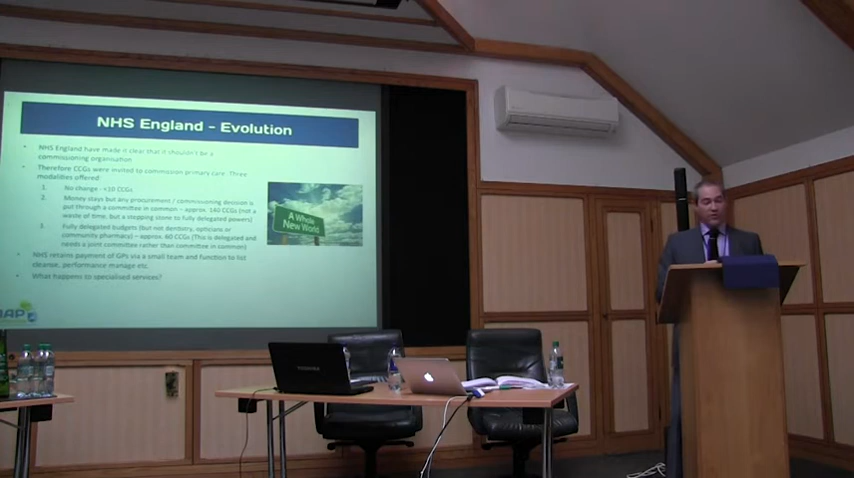 NHS England – Evolution
• NHS England have made it clear that it shouldn't be a
commissioning organisation
• Therefore CCGs were invited to commission primary care. Three
modalities offered:
1. No change - <10 CCGs
2. Money stays but any procurement / commissioning decision is
put through a committee in common – approx. 140 CCGs (not a
waste of time, but a stepping stone to fully delegated powers)
3. Fully delegated budgets (but not dentistry, opticians or
community pharmacy) – approx. 60 CCGs (This is delegated and
needs a joint committee rather than committee in common)
• NHS retains payment of GPs via a small team and function to list
cleanse, performance manage etc.
• What happens to specialised services?
A Whole
New World
TOSHIBA